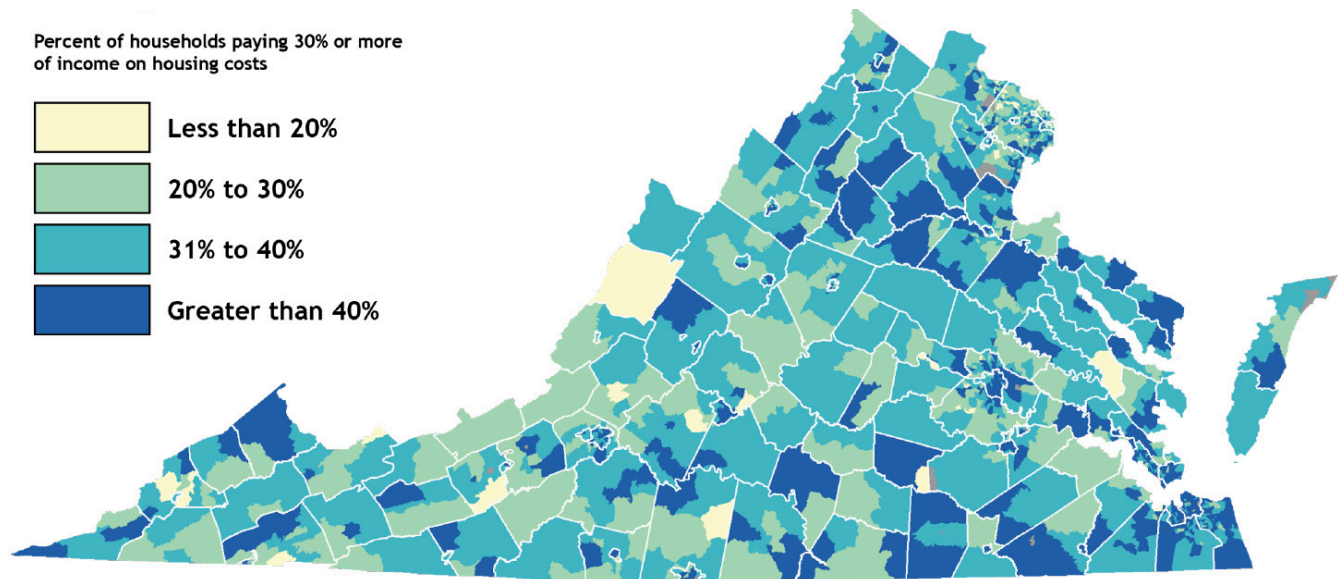 Percent of households paying 30% or more
of income on housing costs
Less than 20%
20% to 30%
31% to 40%
Greater than 40%